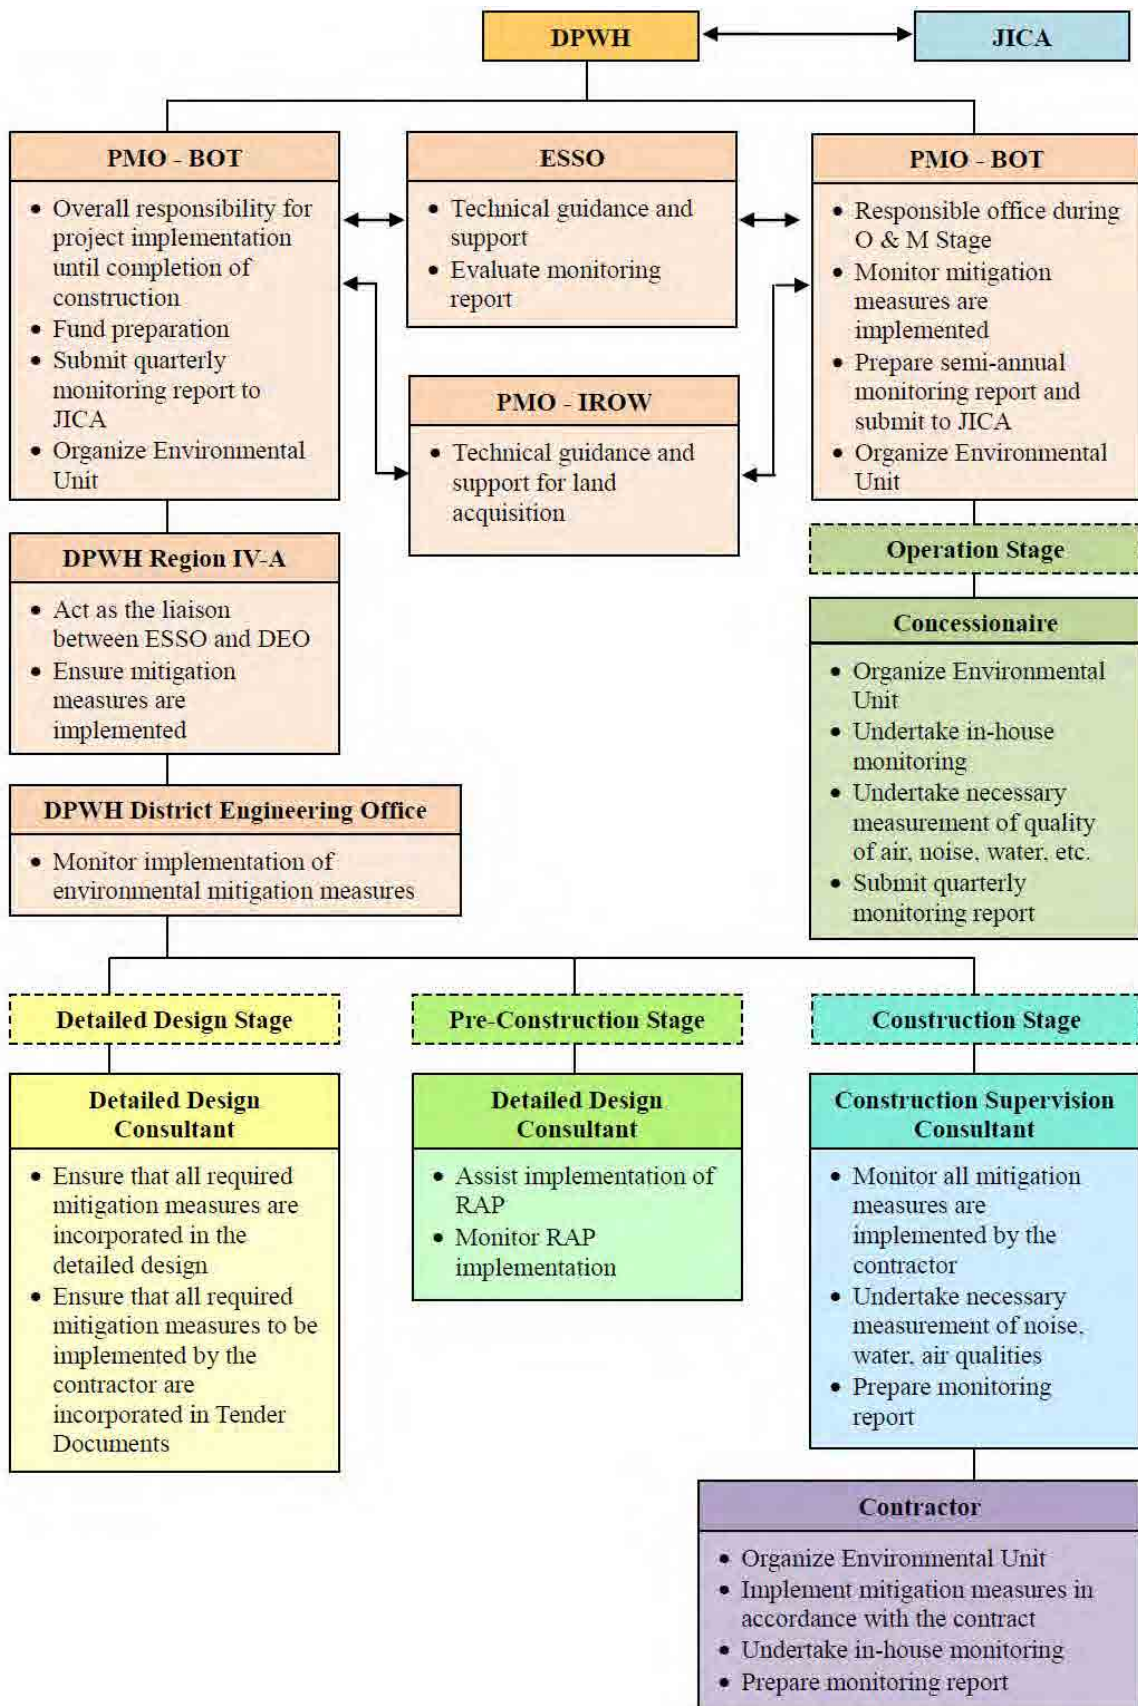 DPWH
JICA
PMO - BOT
• Overall responsibility for
project implementation
until completion of
construction
• Fund preparation
• Submit quarterly
monitoring report to
JICA
• Organize Environmental
Unit
ESSO
• Technical guidance and
support
• Evaluate monitoring
report
PMO - BOT
• Responsible office during
O & M Stage
• Monitor mitigation
measures are
implemented
• Prepare semi-annual
monitoring report and
submit to JICA
• Organize Environmental
Unit
PMO - IROW
• Technical guidance and
support for land
acquisition
DPWH Region IV-A
• Act as the liaison
between ESSO and DEO
• Ensure mitigation
measures are
implemented
Operation Stage
Concessionaire
• Organize Environmental
Unit
• Undertake in-house
monitoring
• Undertake necessary
measurement of quality
of air, noise, water, etc.
• Submit quarterly
monitoring report
DPWH District Engineering Office
• Monitor implementation of
environmental mitigation measures
Detailed Design Stage
Pre-Construction Stage
Construction Stage
Detailed Design
Consultant
• Ensure that all required
mitigation measures are
incorporated in the
detailed design
• Ensure that all required
mitigation measures to be
implemented by the
contractor are
incorporated in Tender
Documents
Detailed Design
Consultant
• Assist implementation of
RAP
• Monitor RAP
implementation
Construction Supervision
Consultant
• Monitor all mitigation
measures are
implemented by the
contractor
• Undertake necessary
measurement of noise,
water, air qualities
• Prepare monitoring
report
Contractor
• Organize Environmental Unit
• Implement mitigation measures in
accordance with the contract
• Undertake in-house monitoring
• Prepare monitoring report